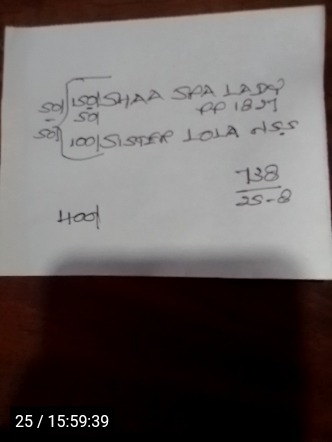 50/ 150/ SHAA SPA LADY
50/ PP 1827
50/ 100/ SISTER LOLA NSS
738
25-8
400/
25 / 15:59:39